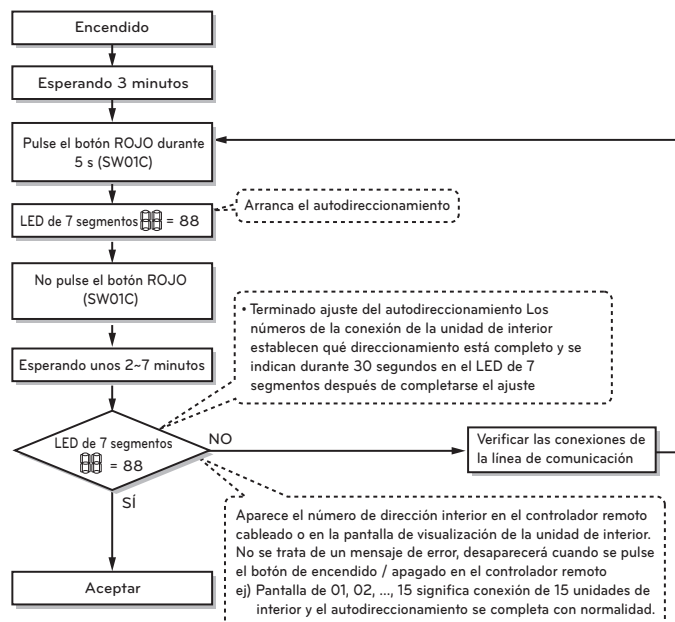 Encendido
Esperando 3 minutos
Pulse el botón ROJO durante
5 s (SW01C)
LED de 7 segmentos 88 = 88
Arranca el autodireccionamiento
No pulse el botón ROJO
(SW01C)
• Terminado ajuste del autodireccionamiento Los
números de la conexión de la unidad de interior
establecen qué direccionamiento está completo y se
indican durante 30 segundos en el LED de 7
segmentos después de completarse el ajuste
Esperando unos 2~7 minutos
LED de 7 segmentos
88 = 88
NO
Verificar las conexiones de
la línea de comunicación
SÍ
Aparece el número de dirección interior en el controlador remoto
cableado o en la pantalla de visualización de la unidad de interior.
No se trata de un mensaje de error, desaparecerá cuando se pulse
el botón de encendido / apagado en el controlador remoto
ej) Pantalla de 01, 02, ..., 15 significa conexión de 15 unidades de
interior y el autodireccionamiento se completa con normalidad.
Aceptar